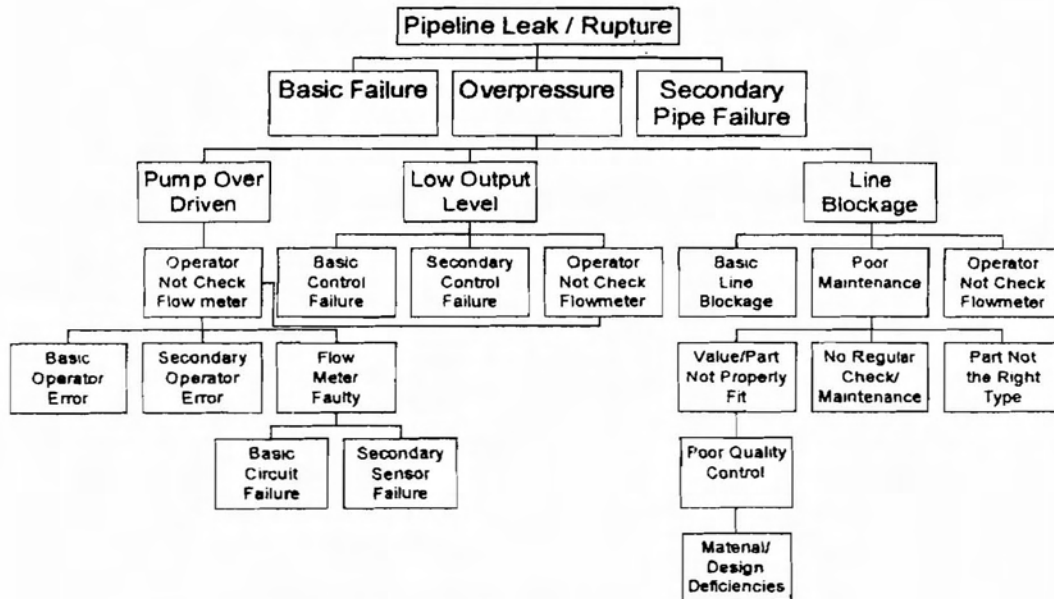 Pipeline Leak / Rupture
Basic Failure
Overpressure
Secondary
Pipe Failure
Pump Over
Driven
Low Output
Level
Line
Blockage
Operator
Not Check
Flow meter
Basic
Control
Failure
Secondary
Control
Failure
Operator
Not Check
Flowmeter
Basic
Line
Blockage
Poor
Maintenance
Operator
Not Check
Flowmeter
Basic
Operator
Error
Secondary
Operator
Error
Flow
Meter
Faulty
Value/Part
Not Properly
Fit
No Regular
Check/
Maintenance
Part Not
the Right
Type
Basic
Circuit
Failure
Secondary
Sensor
Failure
Poor Quality
Control
Material/
Design
Deficiencies